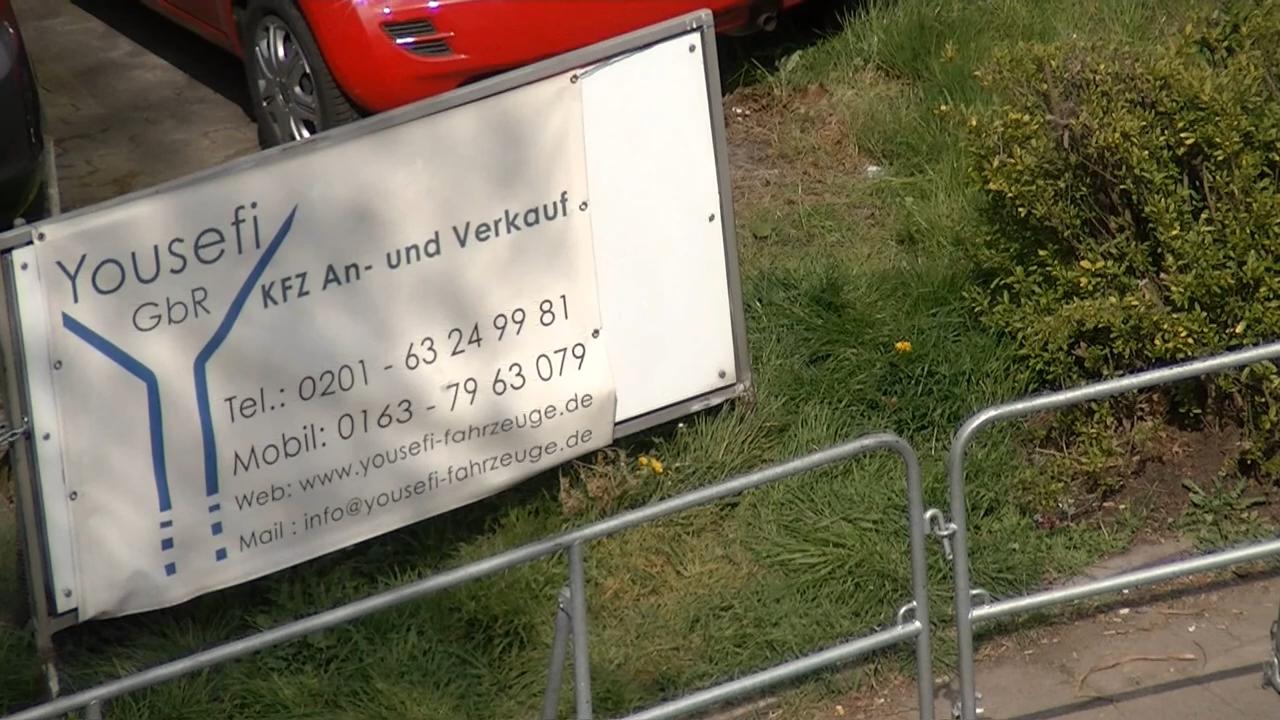 Yousefi
GbR
KFZ An- und Verkauf
Tel.: 0201 - 63 24 99 81
Mobil: 0163 - 79 63 079
Web: www.yousefi-fahrzeuge.de
Mail : info@yousefi-fahrzeuge.de